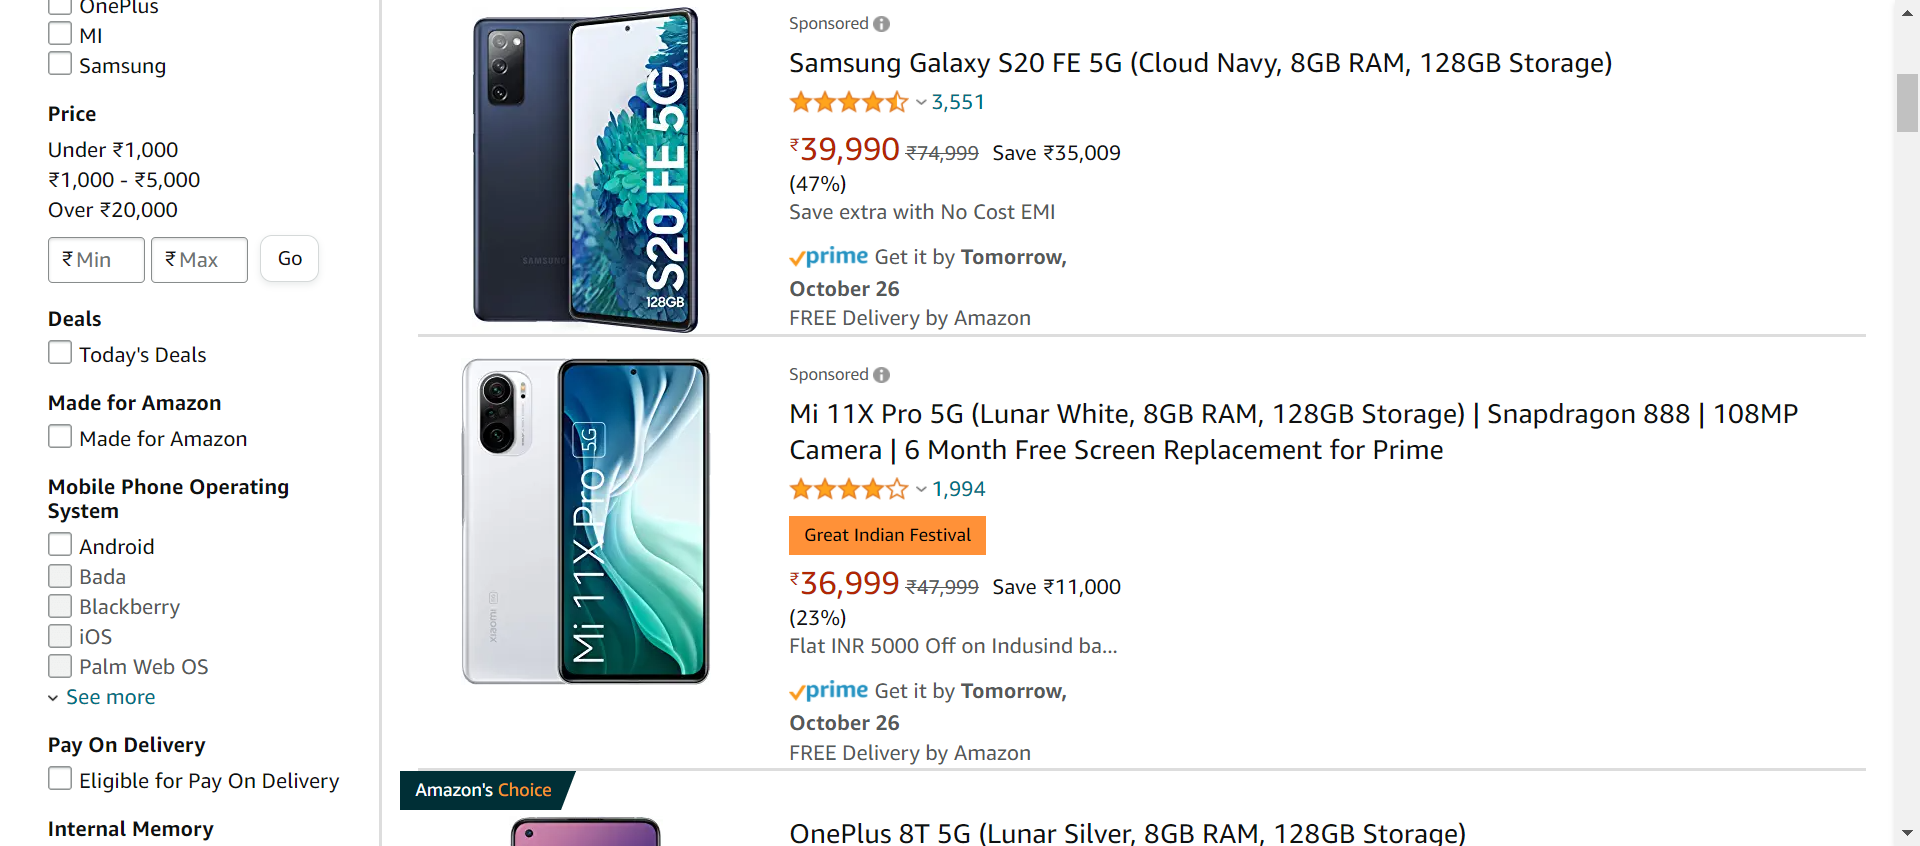 OnePlus
MI
Samsung
Price
Under ₹1,000
₹1,000 - ₹5,000
Over ₹20,000
₹ Min ₹ Max Go
Deals
Today's Deals
Made for Amazon
Made for Amazon
Mobile Phone Operating
System
Android
Bada
Blackberry
iOS
Palm Web OS
See more
Pay On Delivery
Eligible for Pay On Delivery
Internal Memory
SAMSUNG
S20 FE 5G
128GB
Sponsored
Samsung Galaxy S20 FE 5G (Cloud Navy, 8GB RAM, 128GB Storage)
3,551
₹39,990 ₹74,999 Save ₹35,009
(47%)
Save extra with No Cost EMI
prime Get it by Tomorrow,
October 26
FREE Delivery by Amazon
xiaomi 5G
Mi 11X Pro 5G
Sponsored
Mi 11X Pro 5G (Lunar White, 8GB RAM, 128GB Storage) | Snapdragon 888 | 108MP
Camera | 6 Month Free Screen Replacement for Prime
1,994
Great Indian Festival
₹36,999 ₹47,999 Save ₹11,000
(23%)
Flat INR 5000 Off on Indusind ba...
prime Get it by Tomorrow,
October 26
FREE Delivery by Amazon
Amazon's Choice
OnePlus 8T 5G (Lunar Silver, 8GB RAM, 128GB Storage)